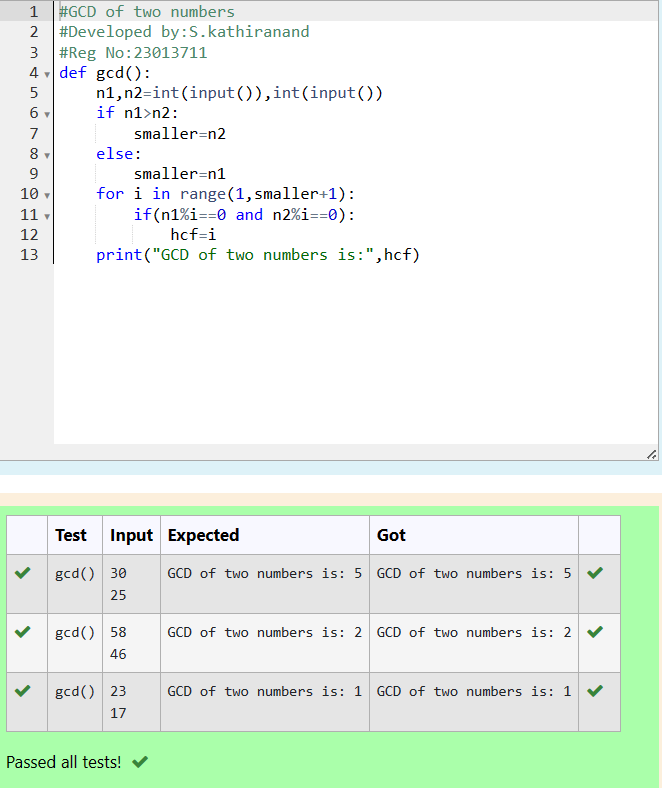 1 #GCD of two numbers
2 #Developed by:S.kathiranand
3 #Reg No:23013711
4 def gcd():
5     n1,n2=int(input()),int(input())
6     if n1>n2:
7         smaller=n2
8     else:
9         smaller=n1
10     for i in range(1,smaller+1):
11         if(n1%i==0 and n2%i==0):
12             hcf=i
13     print("GCD of two numbers is:",hcf)
Test Input Expected Got
gcd() 30 GCD of two numbers is: 5 GCD of two numbers is: 5
25
gcd() 58 GCD of two numbers is: 2 GCD of two numbers is: 2
46
gcd() 23 GCD of two numbers is: 1 GCD of two numbers is: 1
17
Passed all tests!